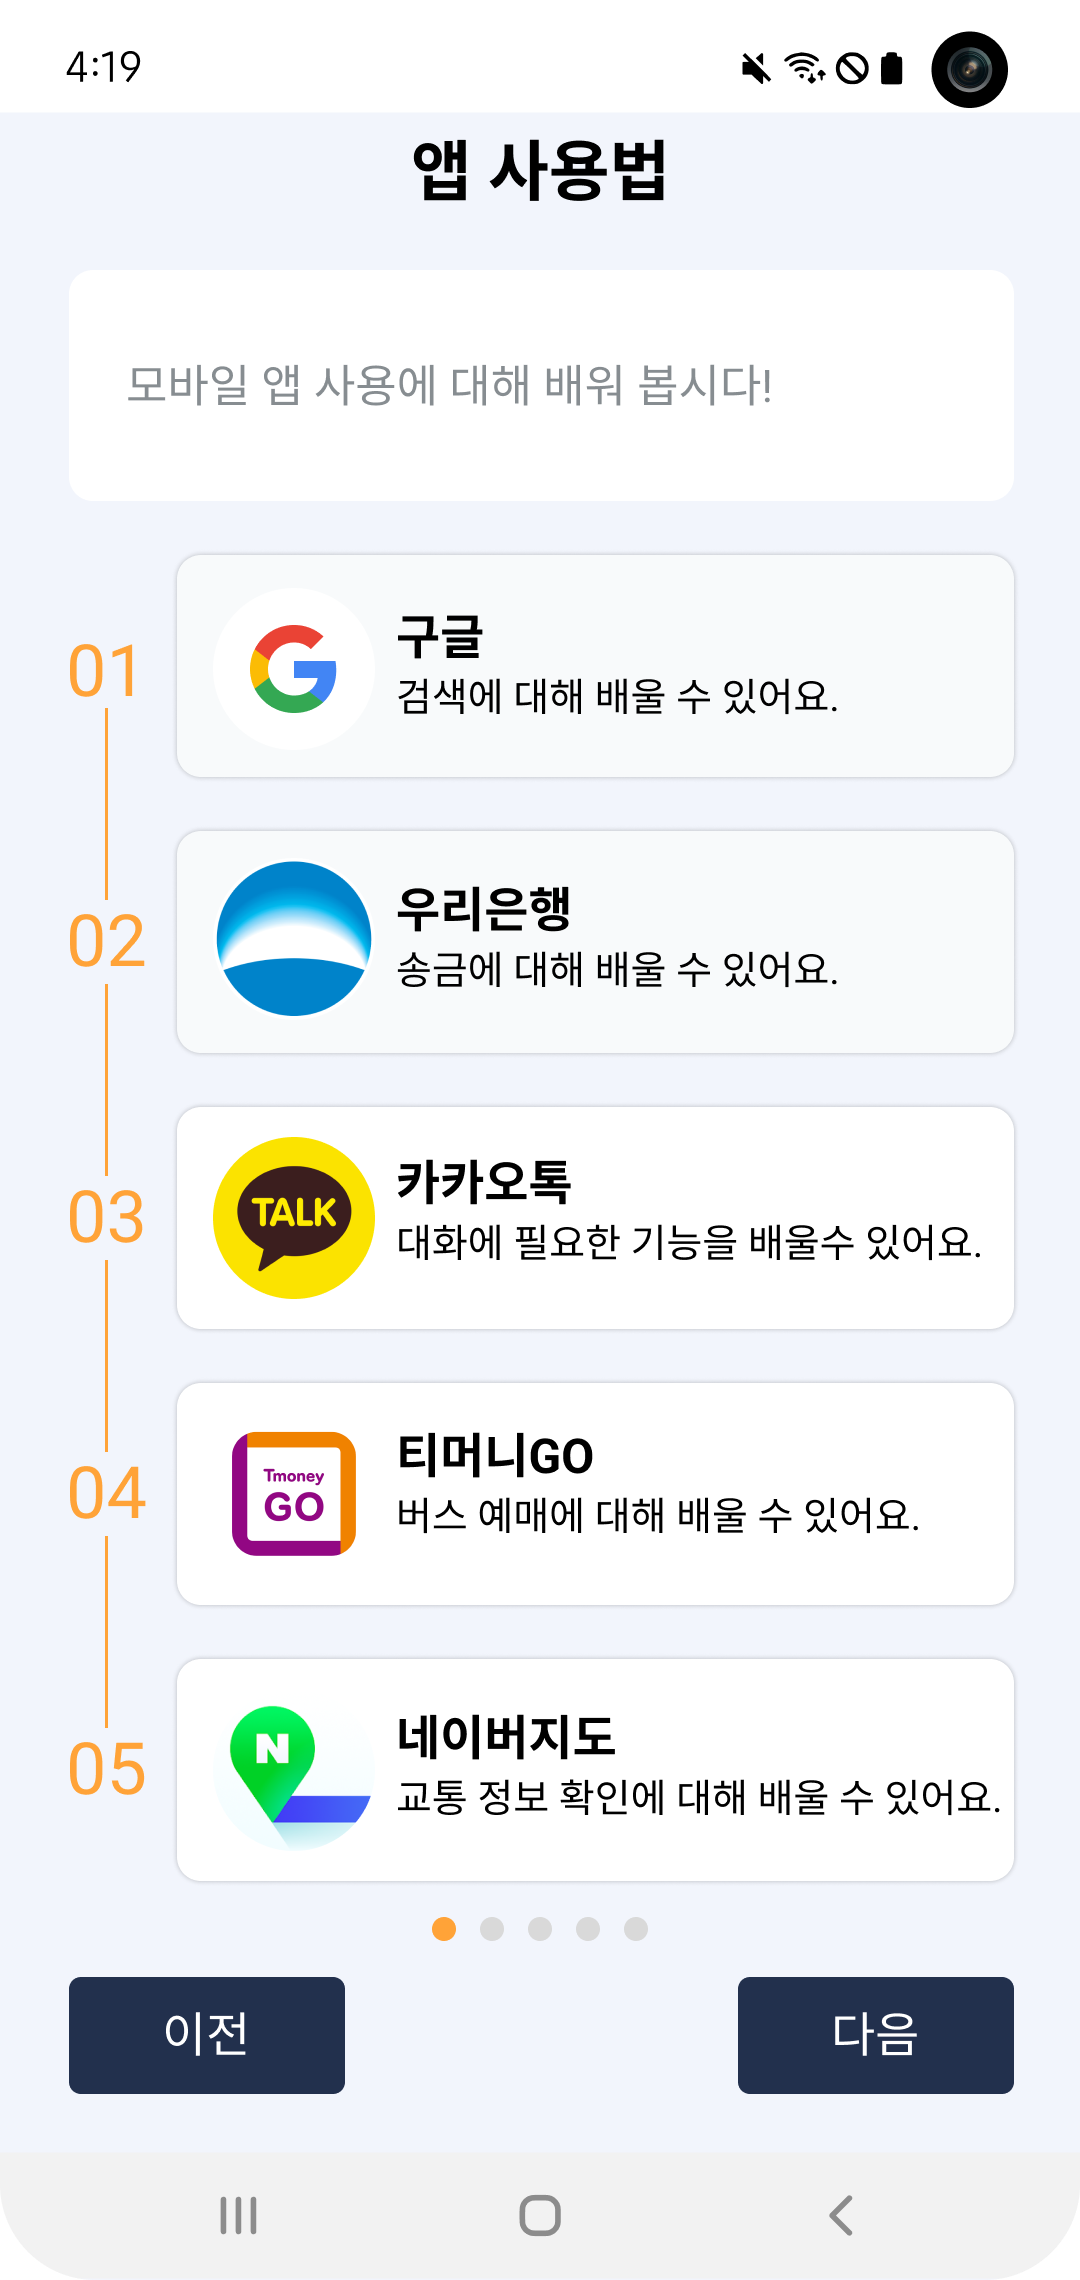 4:19
앱 사용법
모바일 앱 사용에 대해 배워 봅시다!
01
구글
검색에 대해 배울 수 있어요.
02
우리은행
송금에 대해 배울 수 있어요.
03
TALK
카카오톡
대화에 필요한 기능을 배울수 있어요.
04
Tmoney
GO
티머니GO
버스 예매에 대해 배울 수 있어요.
05
N
네이버지도
교통 정보 확인에 대해 배울 수 있어요.
이전
다음